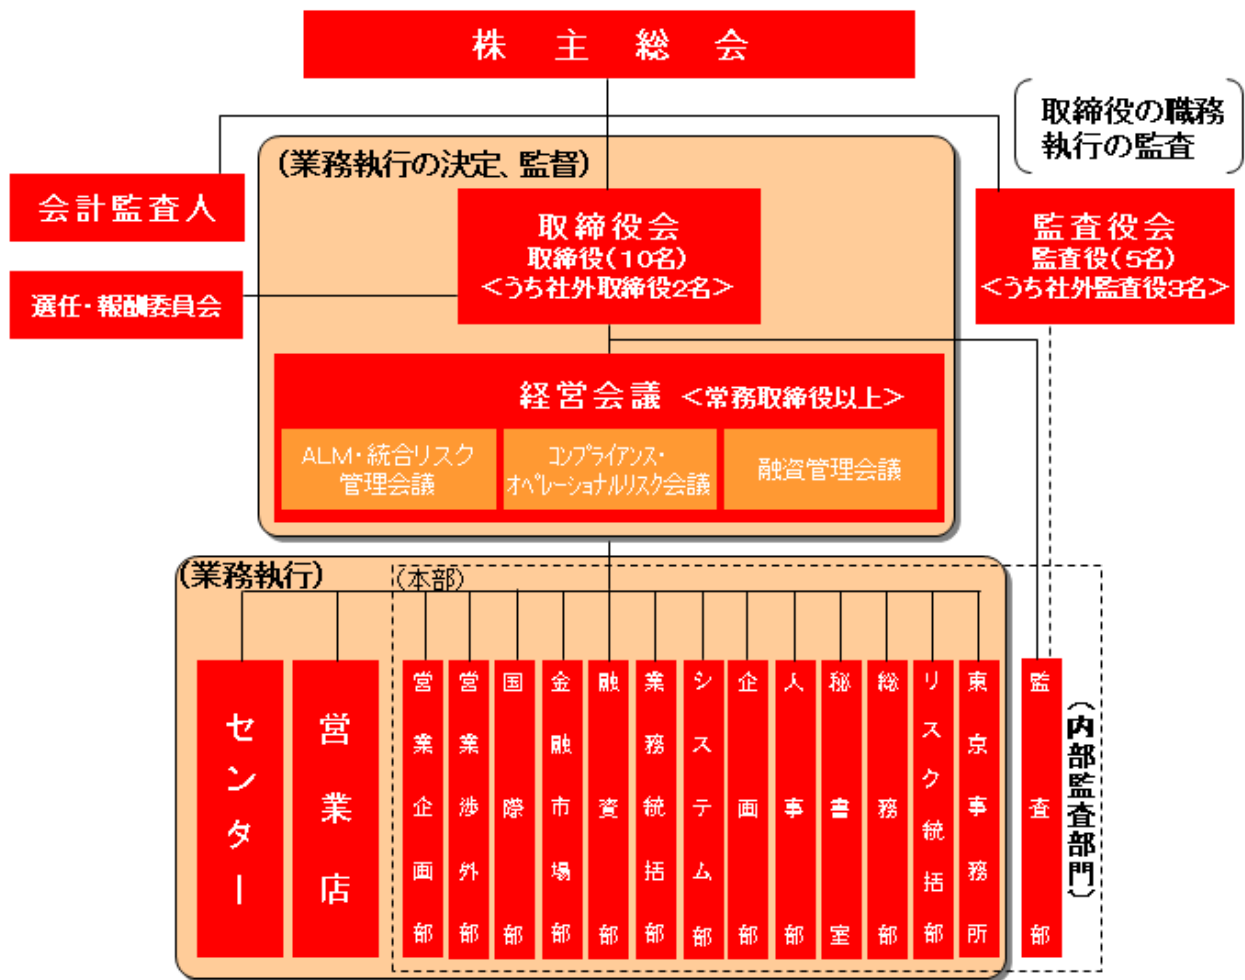 株主総会
取締役の職務
執行の監査
(業務執行の決定、監督)
会計監査人
取締役会
取締役(10名)
<うち社外取締役2名>
監査役会
監査役(5名)
<うち社外監査役3名>
選任・報酬委員会
経営会議 <常務取締役以上>
ALM・統合リスク
管理会議
コンプライアンス・
オペレーショナルリスク会議
融資管理会議
(業務執行)
(本部)
センター
営業店
営業企画部
営業渉外部
国際部
金融市場部
融資部
業務統括部
システム部
企画部
人事部
秘書室
総務部
リスク統括部
東京事務所
監査部
(内部監査部門)